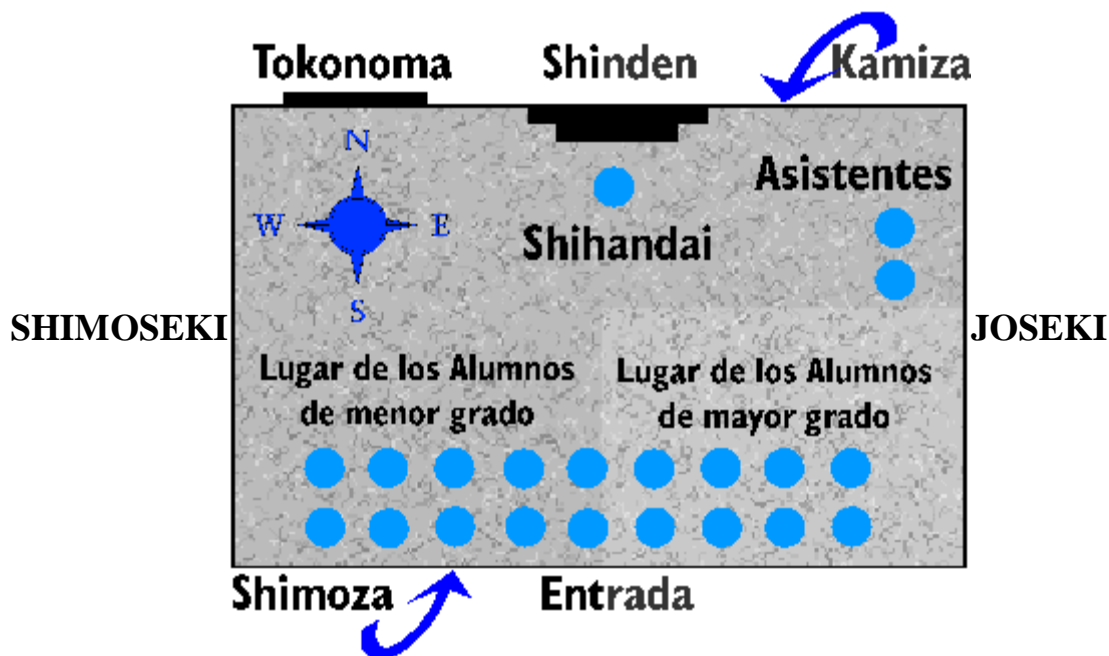 Tokonoma Shinden Kamiza
N
Asistentes
W E
Shihandai
S
SHIMOSEKI JOSEKI
Lugar de los Alumnos
de menor grado
Lugar de los Alumnos
de mayor grado
Shimoza Entrada